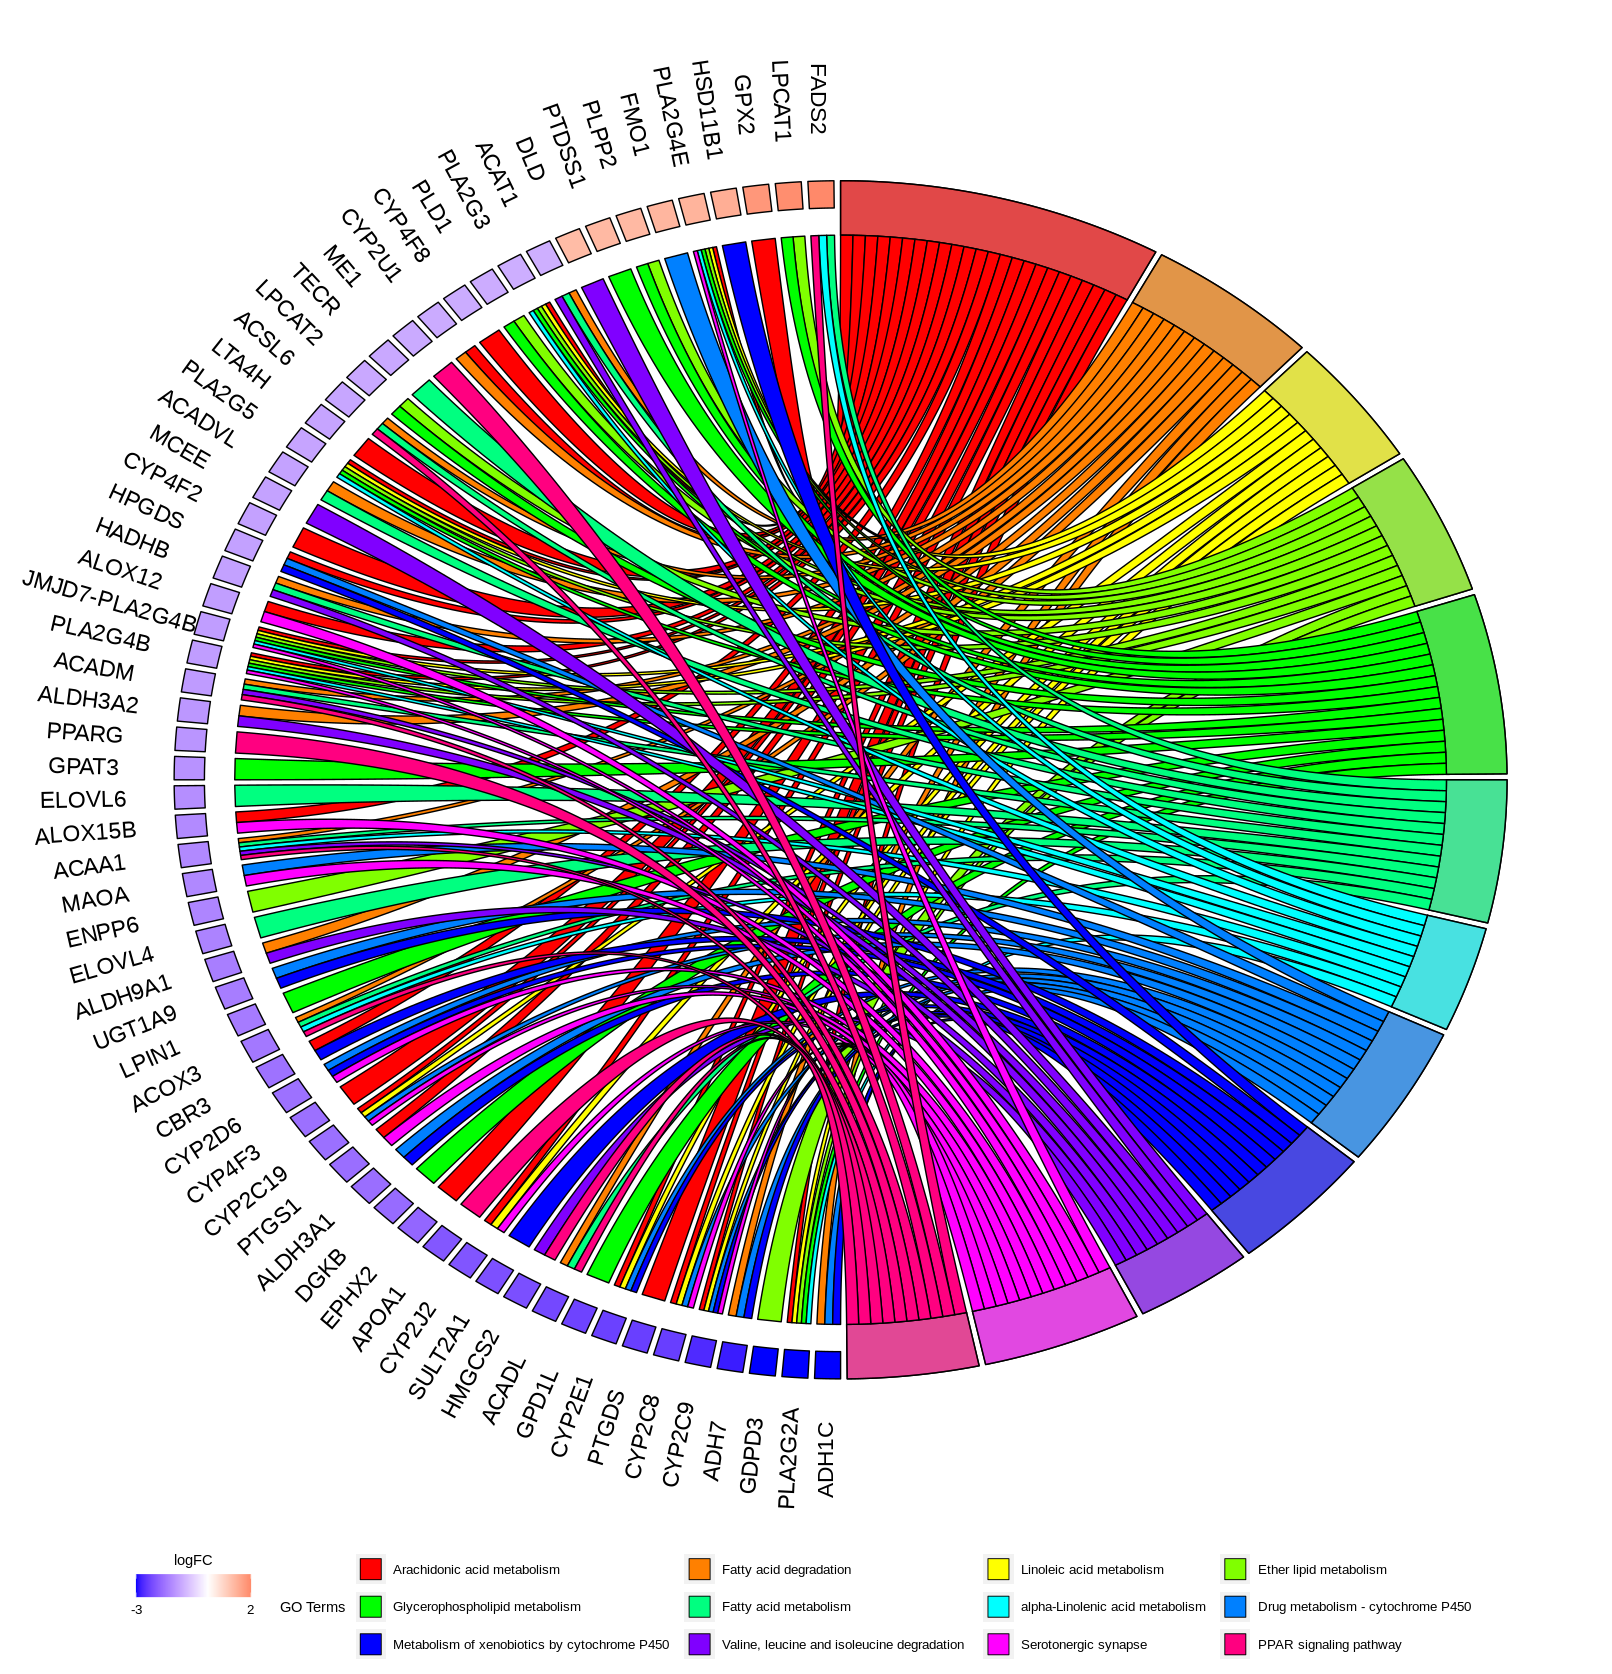 FADS2
LPCAT1
GPX2
HSD11B1
PLA2G4E
FMO1
PLPP2
PTDSS1
DLD
ACAT1
PLA2G3
PLD1
CYP4F8
CYP2U1
ME1
TECR
LPCAT2
ACSL6
LTA4H
PLA2G5
ACADVL
MCEE
CYP4F2
HPGDS
HADHB
ALOX12
JMJD7-PLA2G4B
PLA2G4B
ACADM
ALDH3A2
PPARG
GPAT3
ELOVL6
ALOX15B
ACAA1
MAOA
ENPP6
ELOVL4
ALDH9A1
UGT1A9
LPIN1
ACOX3
CBR3
CYP2D6
CYP4F3
CYP2C19
PTGS1
ALDH3A1
DGKB
EPHX2
APOA1
CYP2J2
SULT2A1
HMGCS2
ACADL
GPD1L
CYP2E1
PTGDS
CYP2C8
CYP2C9
ADH7
GDPD3
PLA2G2A
ADH1C
logFC
-3 2
GO Terms
Arachidonic acid metabolism
Fatty acid degradation
Linoleic acid metabolism
Ether lipid metabolism
Glycerophospholipid metabolism
Fatty acid metabolism
alpha-Linolenic acid metabolism
Drug metabolism - cytochrome P450
Metabolism of xenobiotics by cytochrome P450
Valine, leucine and isoleucine degradation
Serotonergic synapse
PPAR signaling pathway